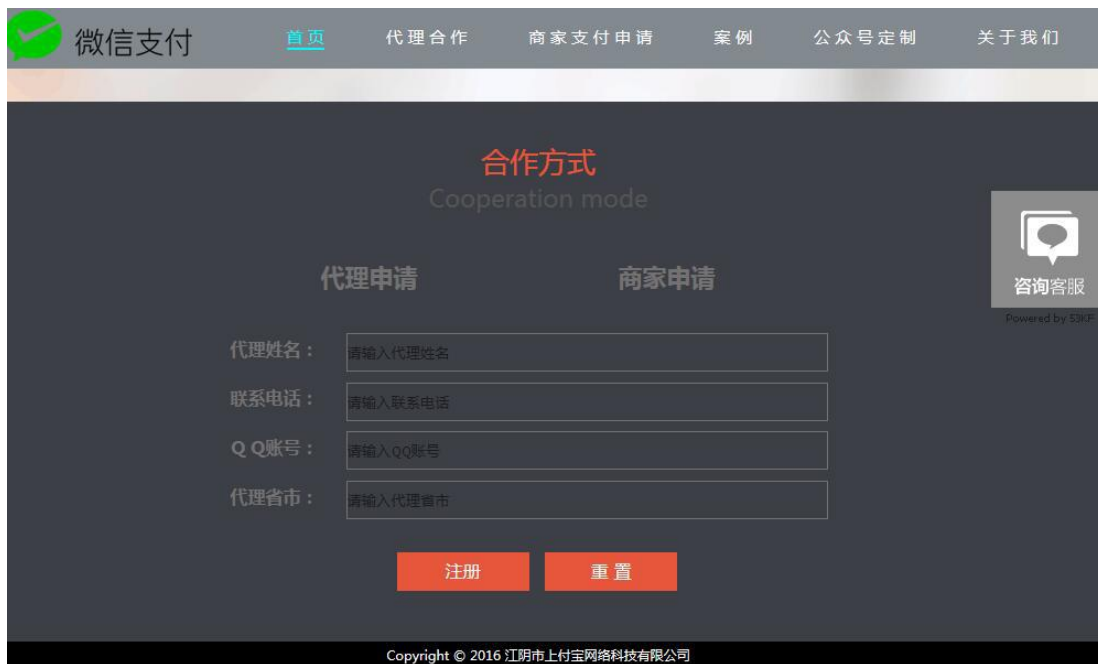 微信支付 首页 代理合作 商家支付申请 案例 公众号定制 关于我们
合作方式
Cooperation mode
代理申请 商家申请
咨询客服
Powered by 53KF
代理姓名： 请输入代理姓名
联系电话： 请输入联系电话
Q Q账号： 请输入QQ账号
代理省市： 请输入代理省市
注册 重置
Copyright © 2016 江阴市上付宝网络科技有限公司